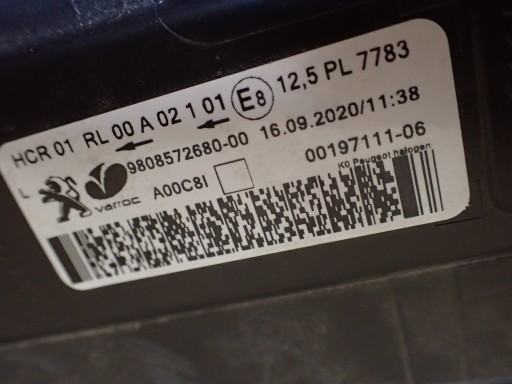 HCR 01 RL 00 A 02 1 01 E8 12,5 PL 7783
9808572680-00 16.09.2020/11:38
L varroc A00C8I 00197111-06
K0 Peugeot halogen